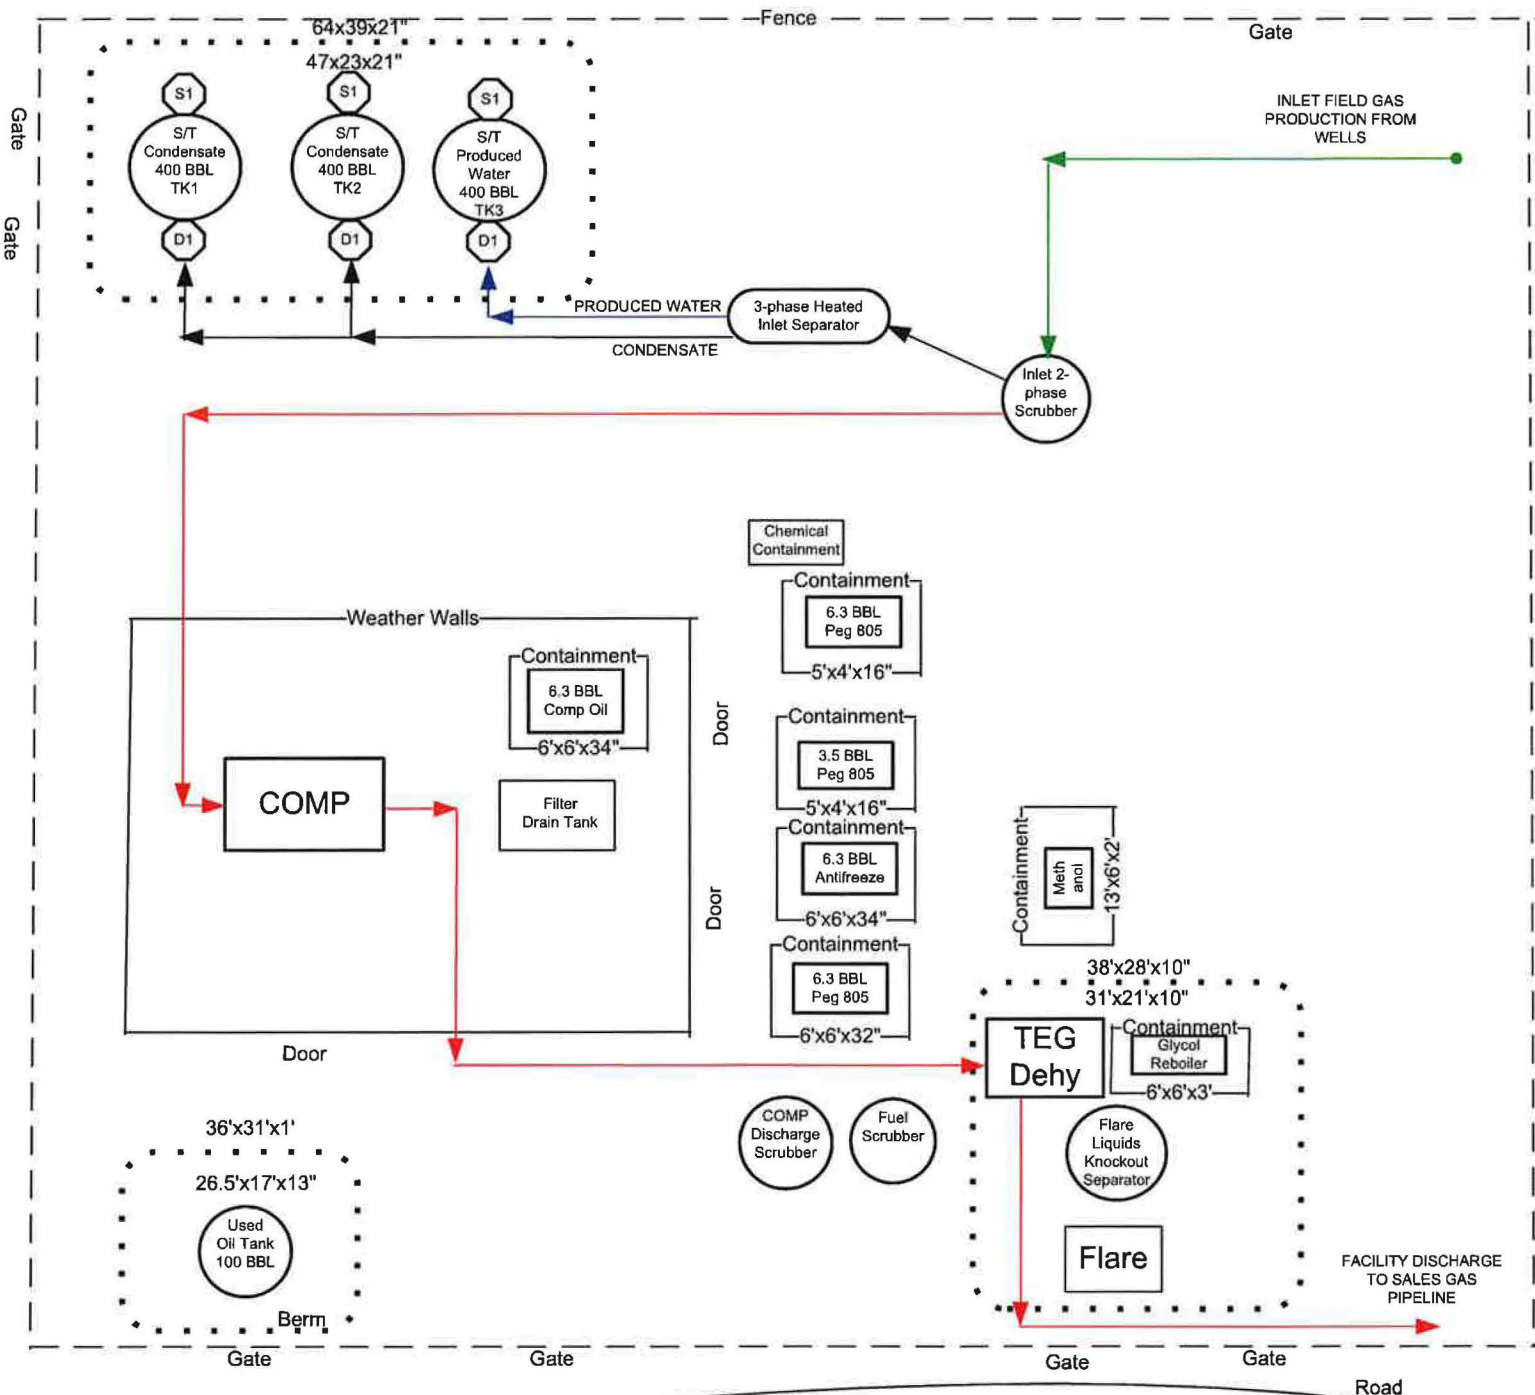 Fence
Gate
64x39x21"
47x23x21"
S1
S1
S1
S/T
Condensate
400 BBL
TK1
S/T
Condensate
400 BBL
TK2
S/T
Produced
Water
400 BBL
TK3
D1
D1
D1
Gate
Gate
INLET FIELD GAS
PRODUCTION FROM
WELLS
PRODUCED WATER
CONDENSATE
3-phase Heated
Inlet Separator
Inlet 2-
phase
Scrubber
Chemical
Containment
Containment
6.3 BBL
Peg 805
5'x4'x16"
Weather Walls
Containment
6.3 BBL
Comp Oil
6'x6'x34"
Door
Containment
3.5 BBL
Peg 805
5'x4'x16"
COMP
Filter
Drain Tank
Containment
6.3 BBL
Antifreeze
6'x6'x34"
Door
Containment
Meth
anol
13'x6'x2'
Containment
6.3 BBL
Peg 805
6'x6'x32"
38'x28'x10"
31'x21'x10"
TEG
Dehy
Containment
Glycol
Reboiler
6'x6'x3'
Door
COMP
Discharge
Scrubber
Fuel
Scrubber
Flare
Liquids
Knockout
Separator
Flare
36'x31'x1'
26.5'x17'x13"
Used
Oil Tank
100 BBL
Berm
FACILITY DISCHARGE
TO SALES GAS
PIPELINE
Gate
Gate
Gate
Gate
Road